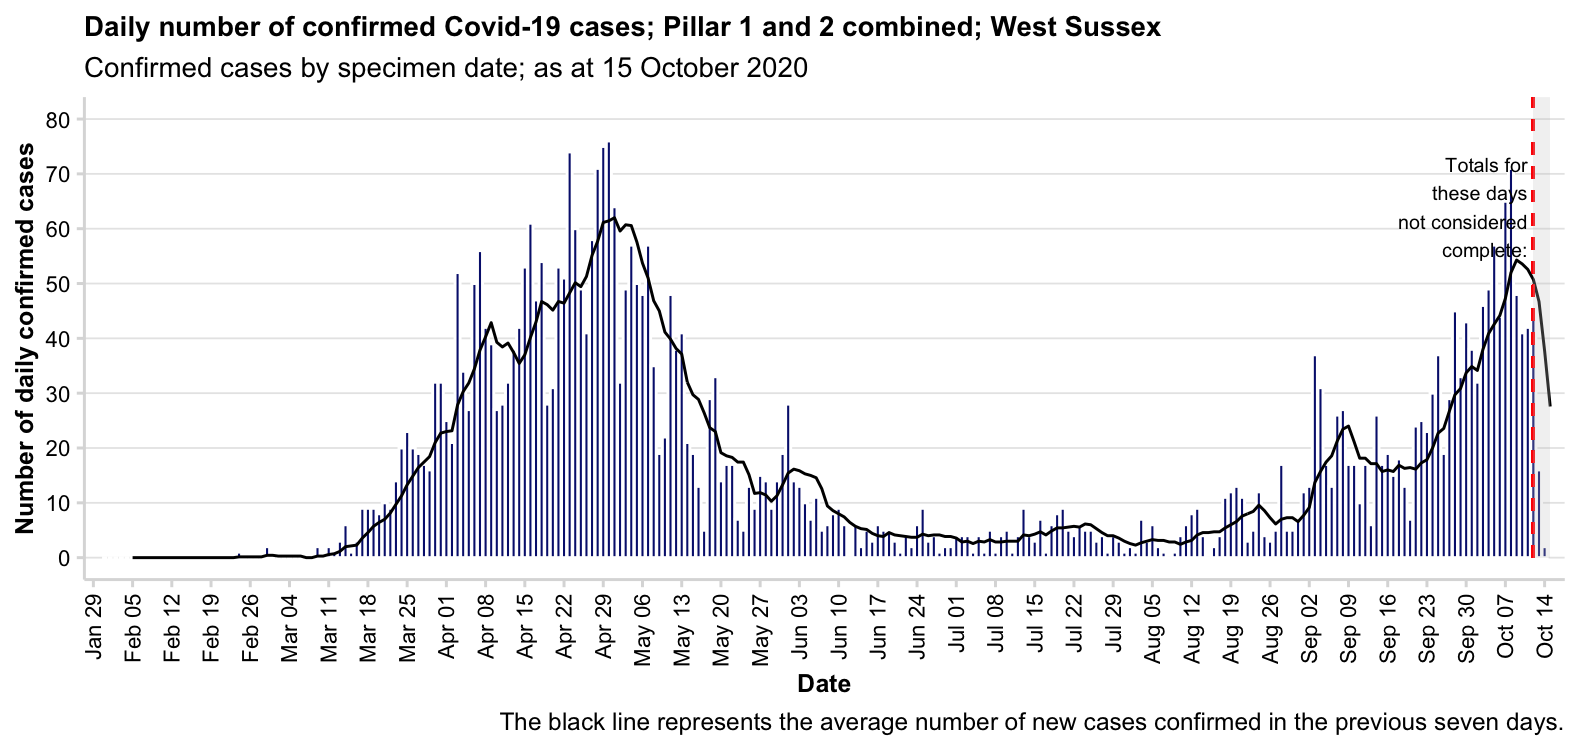 Daily number of confirmed Covid-19 cases; Pillar 1 and 2 combined; West Sussex
Confirmed cases by specimen date; as at 15 October 2020
Number of daily confirmed cases
80
70
60
50
40
30
20
10
0
Totals for
these days
not considered
complete:
Jan 29
Feb 05
Feb 12
Feb 19
Feb 26
Mar 04
Mar 11
Mar 18
Mar 25
Apr 01
Apr 08
Apr 15
Apr 22
Apr 29
May 06
May 13
May 20
May 27
Jun 03
Jun 10
Jun 17
Jun 24
Jul 01
Jul 08
Jul 15
Jul 22
Jul 29
Aug 05
Aug 12
Aug 19
Aug 26
Sep 02
Sep 09
Sep 16
Sep 23
Sep 30
Oct 07
Oct 14
Date
The black line represents the average number of new cases confirmed in the previous seven days.